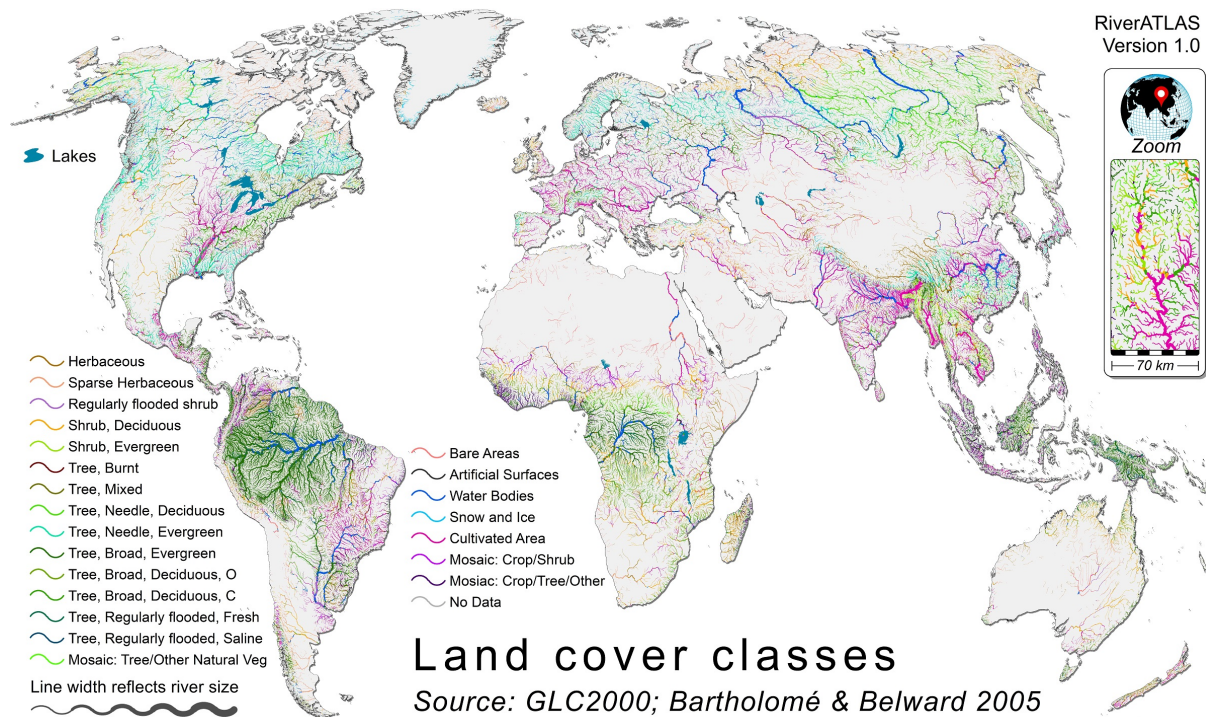 RiverATLAS
Version 1.0
Zoom
70 km
Lakes
Herbaceous
Sparse Herbaceous
Regularly flooded shrub
Shrub, Deciduous
Shrub, Evergreen
Tree, Burnt
Tree, Mixed
Tree, Needle, Deciduous
Tree, Needle, Evergreen
Tree, Broad, Evergreen
Tree, Broad, Deciduous, O
Tree, Broad, Deciduous, C
Tree, Regularly flooded, Fresh
Tree, Regularly flooded, Saline
Mosaic: Tree/Other Natural Veg
Line width reflects river size
Bare Areas
Artificial Surfaces
Water Bodies
Snow and Ice
Cultivated Area
Mosaic: Crop/Shrub
Mosiac: Crop/Tree/Other
No Data
Land cover classes
Source: GLC2000; Bartholomé & Belward 2005